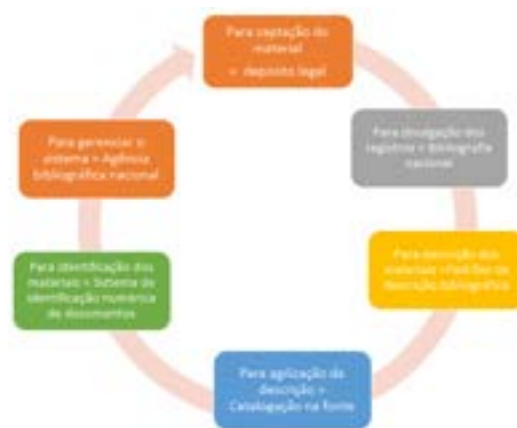 Para captação do
material
= depósito legal
Para divulgação dos
registros = Bibliografia
nacional
Para descrição dos
materiais = Padrões de
descrição bibliográfica
Para agilização da
descrição =
Catalogação na fonte
Para identificação dos
materiais = Sistema de
identificação numérica
de documentos
Para gerenciar o
sistema = Agência
bibliográfica nacional